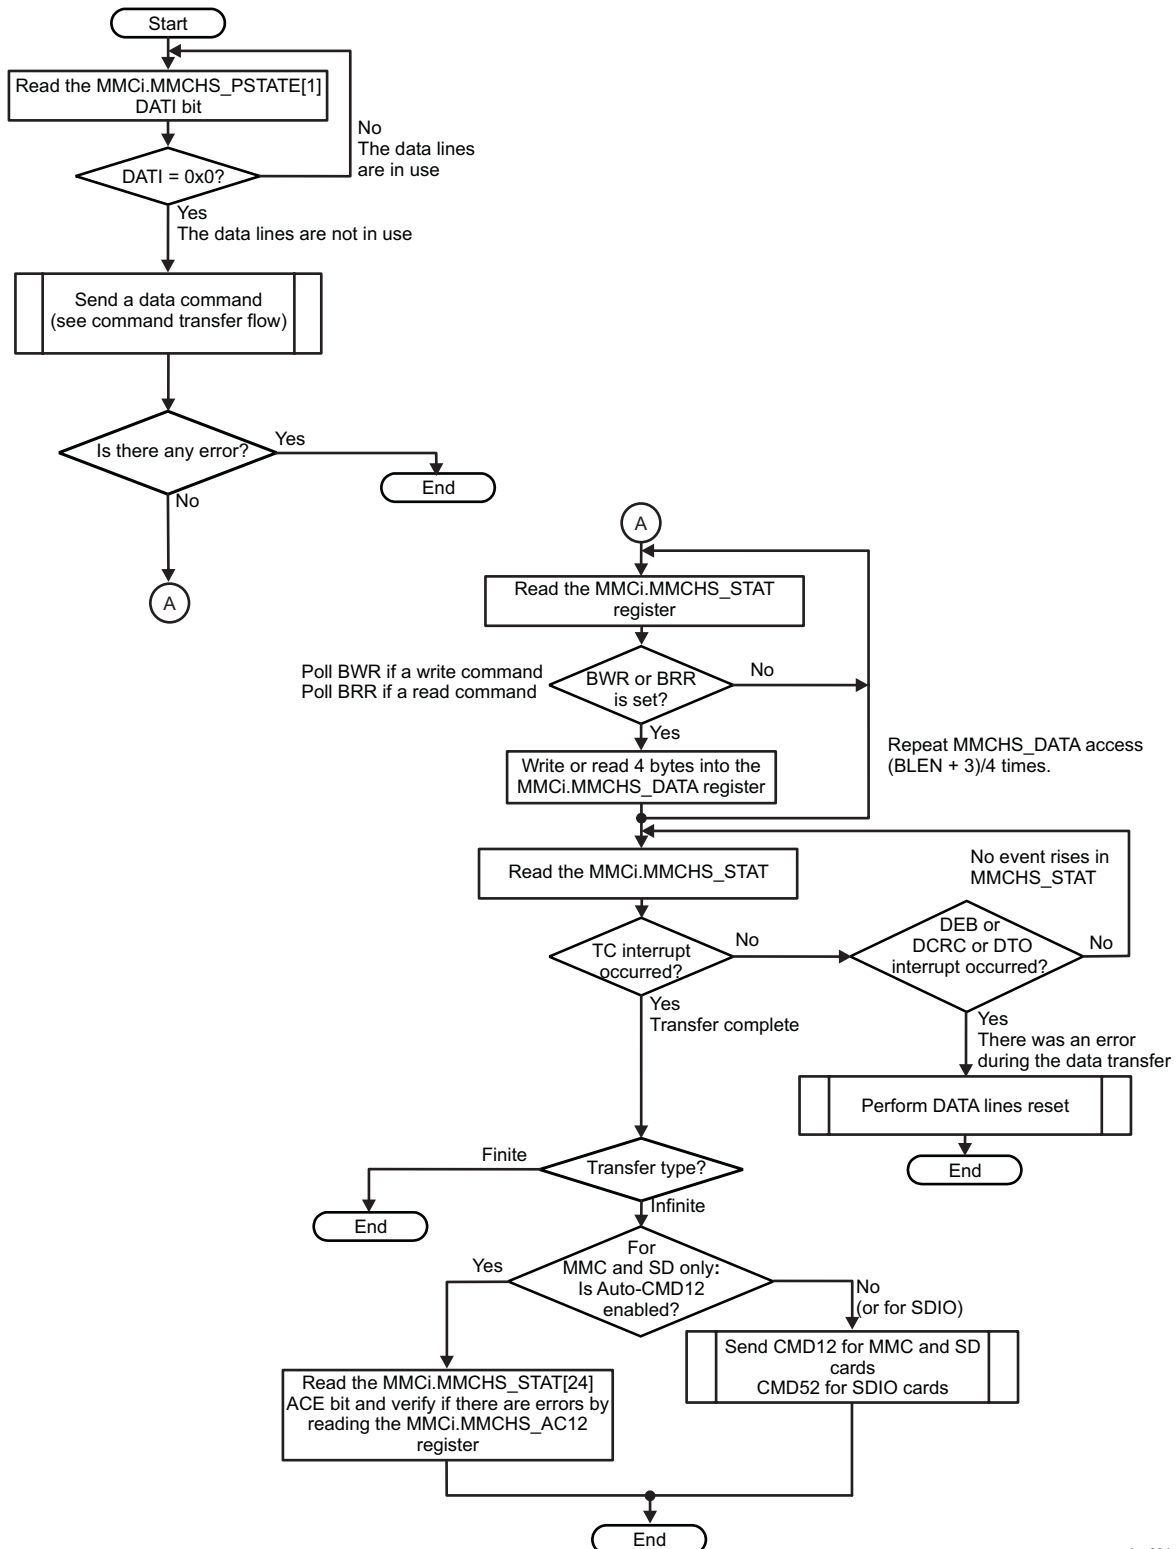 Start
Read the MMCi.MMCHS_PSTATE[1]
DATI bit
No
The data lines
are in use
DATI = 0x0?
Yes
The data lines are not in use
Send a data command
(see command transfer flow)
Is there any error?
Yes
End
No
A
A
Read the MMCi.MMCHS_STAT
register
Poll BWR if a write command
Poll BRR if a read command
BWR or BRR
is set?
No
Yes
Repeat MMCHS_DATA access
(BLEN + 3)/4 times.
Write or read 4 bytes into the
MMCi.MMCHS_DATA register
Read the MMCi.MMCHS_STAT
No event rises in
MMCHS_STAT
TC interrupt
occurred?
No
DEB or
DCRC or DTO
interrupt occurred?
No
Yes
Transfer complete
Yes
There was an error
during the data transfer
Perform DATA lines reset
End
Finite
Transfer type?
End
Infinite
For
MMC and SD only:
Is Auto-CMD12
enabled?
Yes
No
(or for SDIO)
Send CMD12 for MMC and SD
cards
CMD52 for SDIO cards
Read the MMCi.MMCHS_STAT[24]
ACE bit and verify if there are errors by
reading the MMCi.MMCHS_AC12
register
End